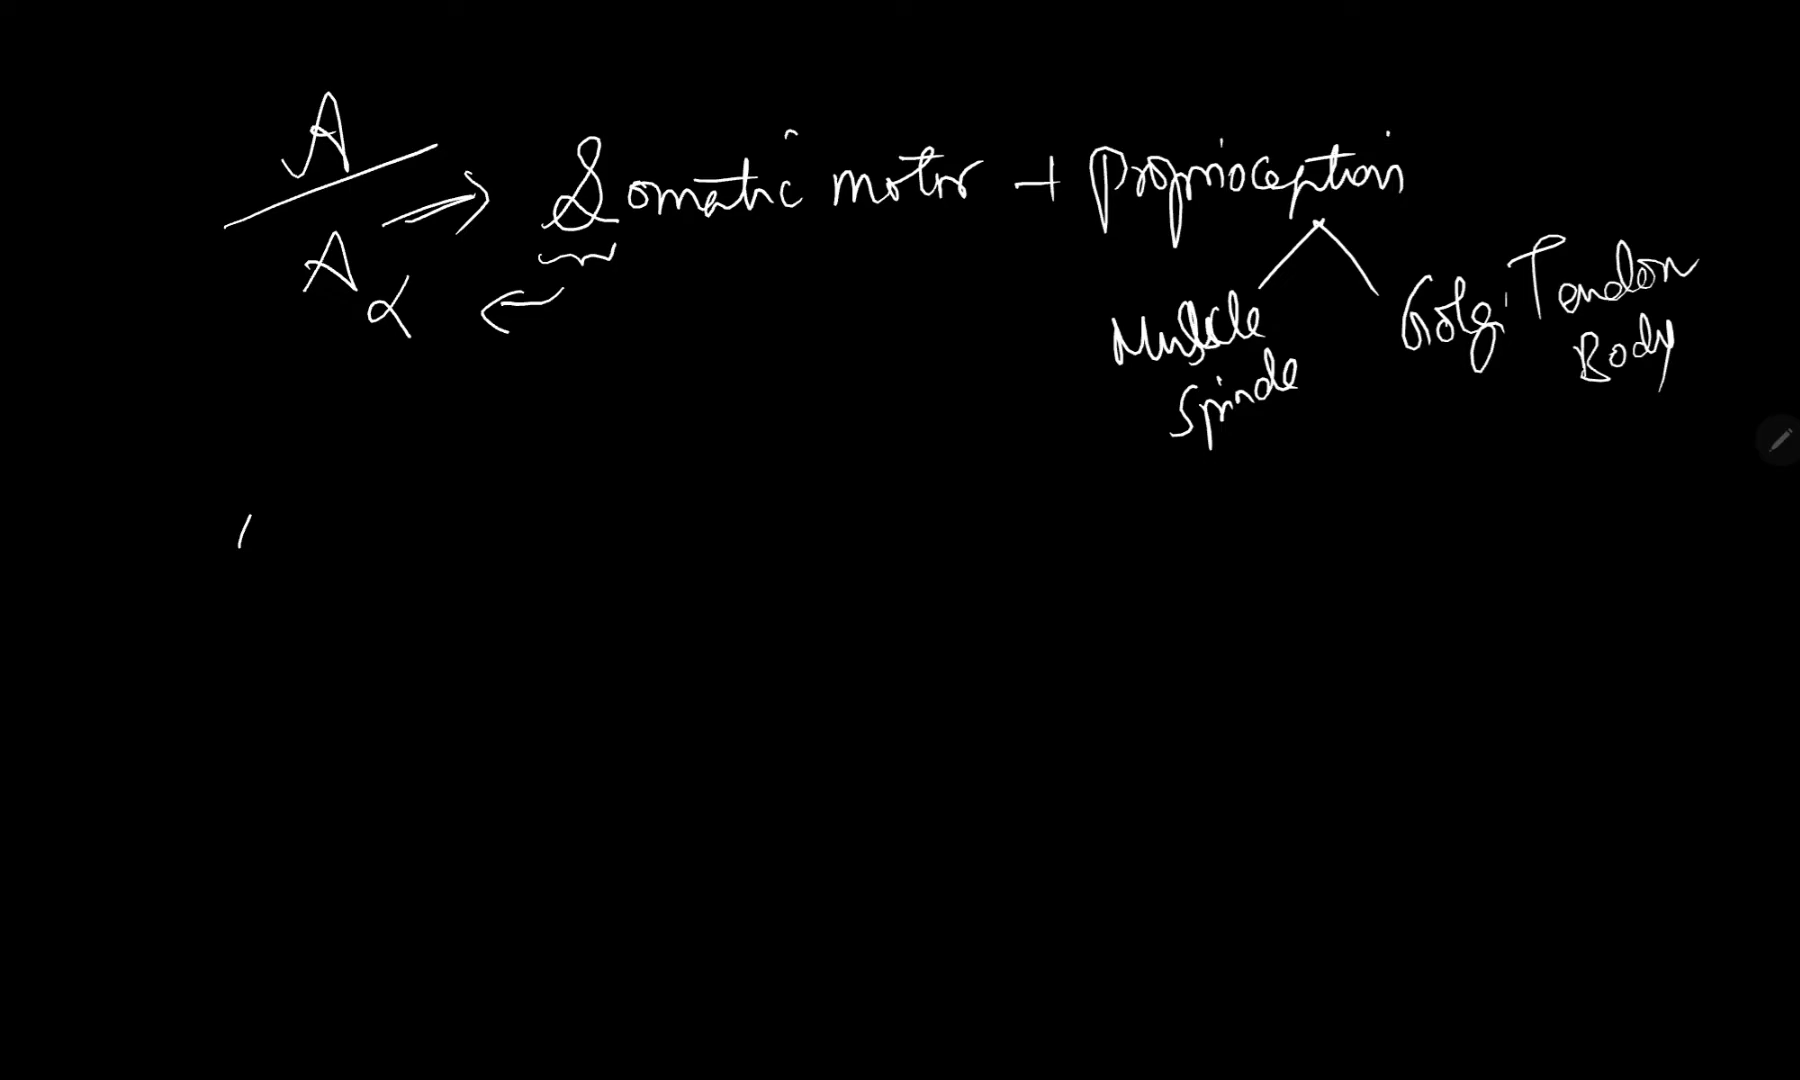 A
Aα ⇒ Somatic motor + Proprioception
←
Muscle Spindle
Golgi Tendon Body